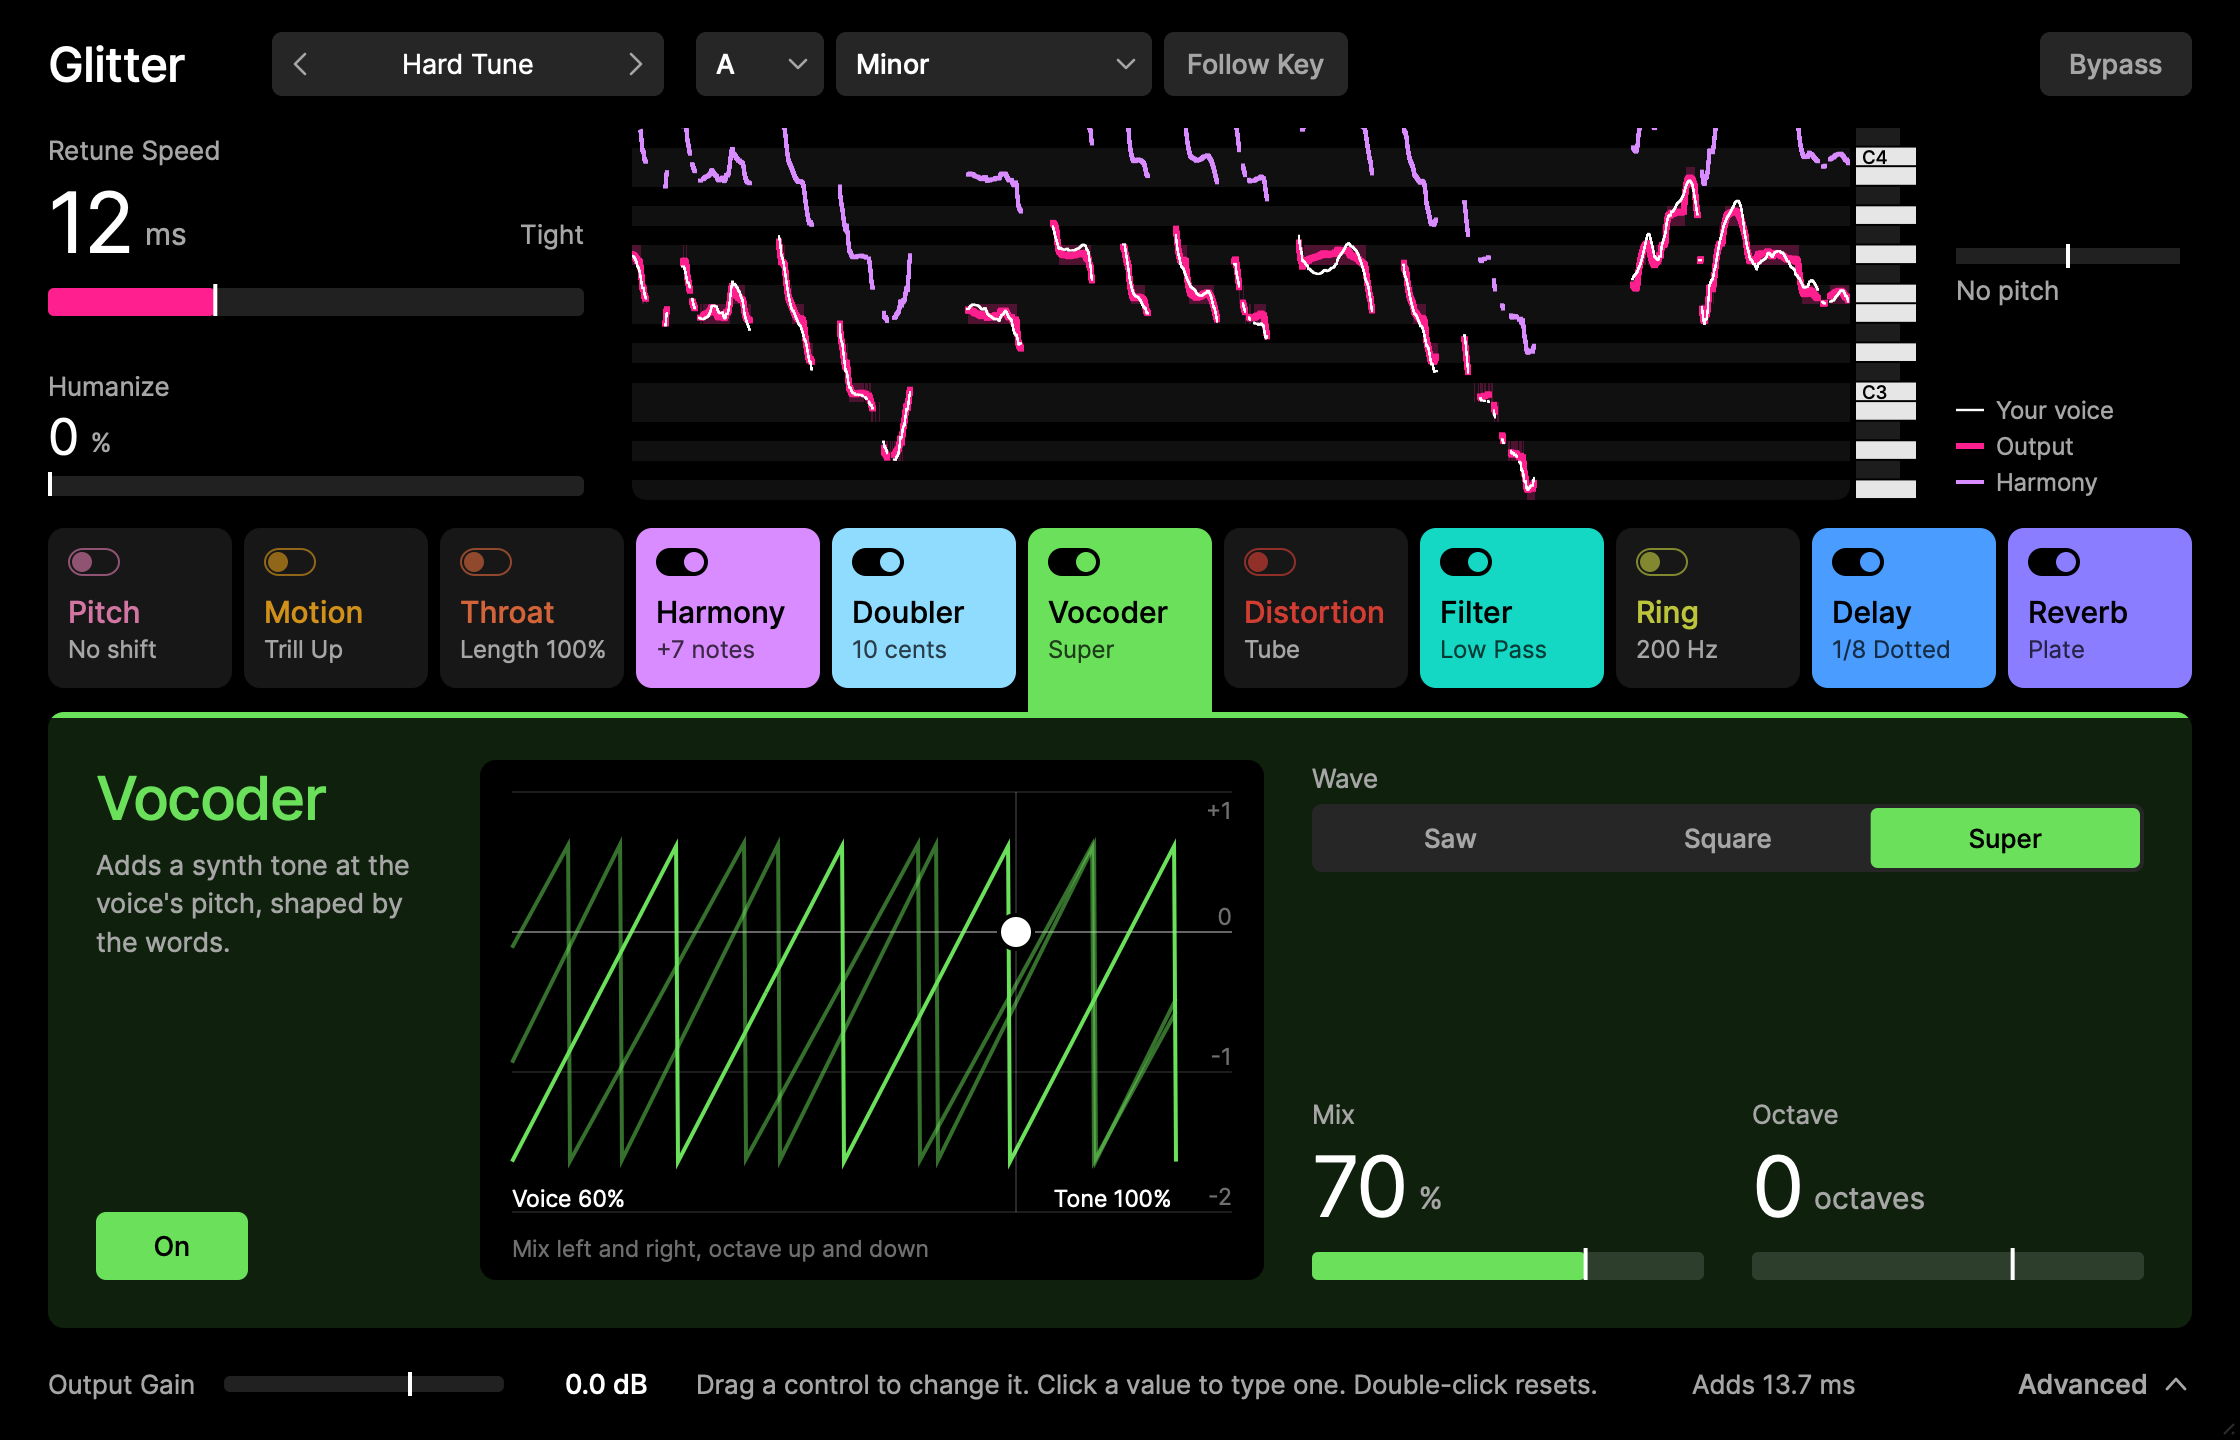 Glitter
Hard Tune
A
Minor
Follow Key
Bypass
Retune Speed
12 ms
Tight
Humanize
0 %
C4
C3
No pitch
Your voice
Output
Harmony
Pitch
No shift
Motion
Trill Up
Throat
Length 100%
Harmony
+7 notes
Doubler
10 cents
Vocoder
Super
Distortion
Tube
Filter
Low Pass
Ring
200 Hz
Delay
1/8 Dotted
Reverb
Plate
Vocoder
Adds a synth tone at the
voice's pitch, shaped by
the words.
On
+1
0
-1
-2
Voice 60%
Tone 100%
Mix left and right, octave up and down
Wave
Saw
Square
Super
Mix
70 %
Octave
0 octaves
Output Gain
0.0 dB
Drag a control to change it. Click a value to type one. Double-click resets.
Adds 13.7 ms
Advanced